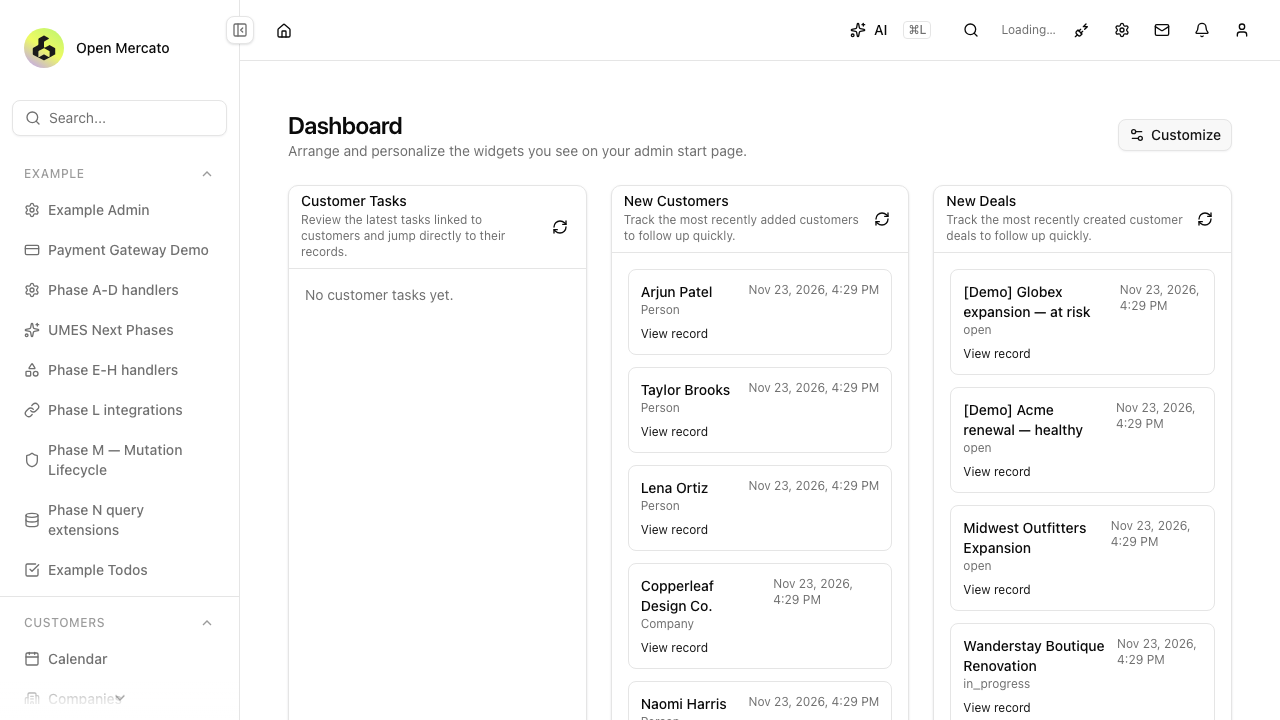 Open Mercato
Search...
EXAMPLE
Example Admin
Payment Gateway Demo
Phase A-D handlers
UMES Next Phases
Phase E-H handlers
Phase L integrations
Phase M — Mutation
Lifecycle
Phase N query
extensions
Example Todos
CUSTOMERS
Calendar
Companies
AI
⌘L
Loading...
Dashboard
Arrange and personalize the widgets you see on your admin start page.
Customize
Customer Tasks
Review the latest tasks linked to
customers and jump directly to their
records.
No customer tasks yet.
New Customers
Track the most recently added customers
to follow up quickly.
Arjun Patel
Nov 23, 2026, 4:29 PM
Person
View record
Taylor Brooks
Nov 23, 2026, 4:29 PM
Person
View record
Lena Ortiz
Nov 23, 2026, 4:29 PM
Person
View record
Copperleaf
Design Co.
Nov 23, 2026,
4:29 PM
Company
View record
Naomi Harris
Nov 23, 2026, 4:29 PM
Person
New Deals
Track the most recently created customer
deals to follow up quickly.
[Demo] Globex
expansion — at risk
Nov 23, 2026,
4:29 PM
open
View record
[Demo] Acme
renewal — healthy
Nov 23, 2026,
4:29 PM
open
View record
Midwest Outfitters
Expansion
Nov 23, 2026,
4:29 PM
open
View record
Wanderstay Boutique
Renovation
Nov 23, 2026,
4:29 PM
in_progress
View record